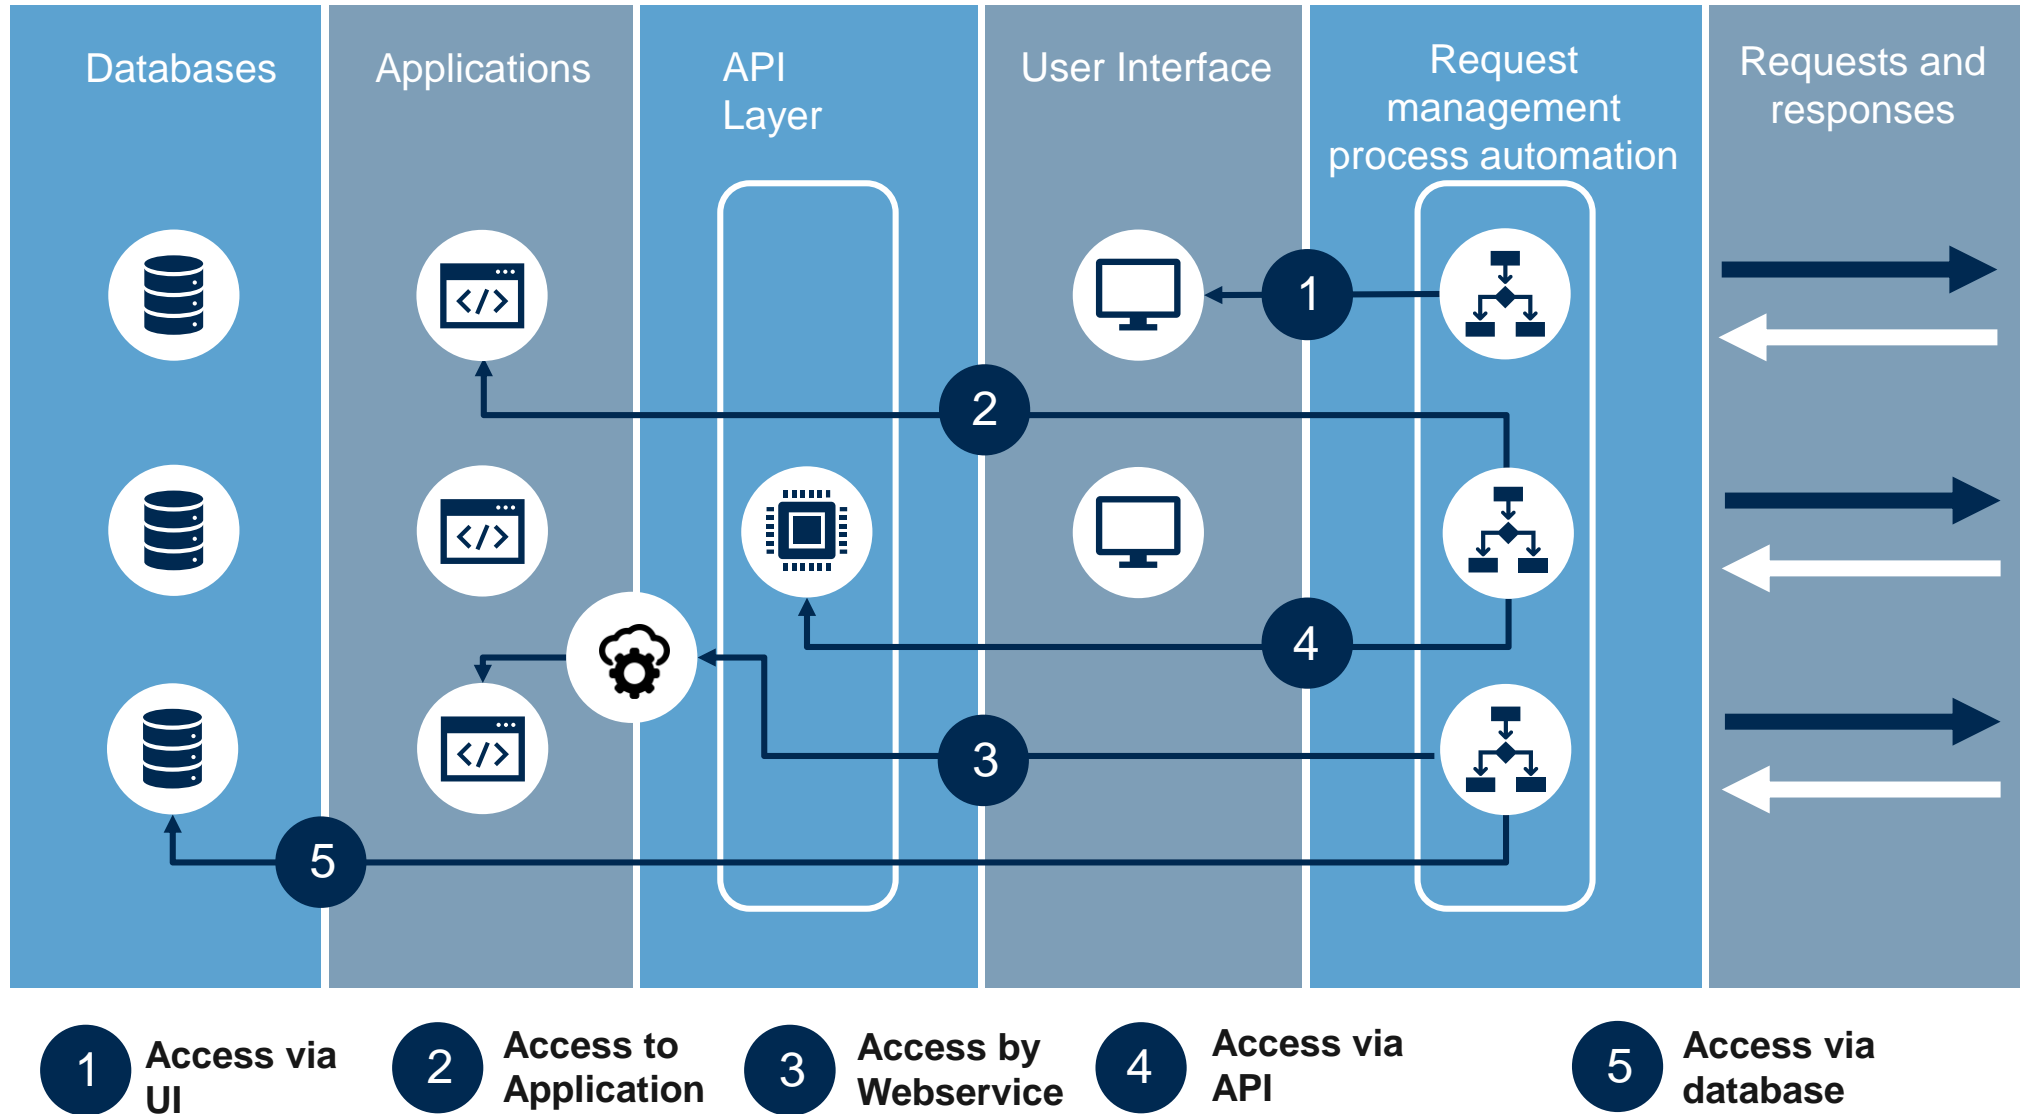 Databases
Applications
API
Layer
User Interface
Request
management
process automation
Requests and
responses
1
2
4
3
5
1
Access via
UI
2
Access to
Application
3
Access by
Webservice
4
Access via
API
5
Access via
database